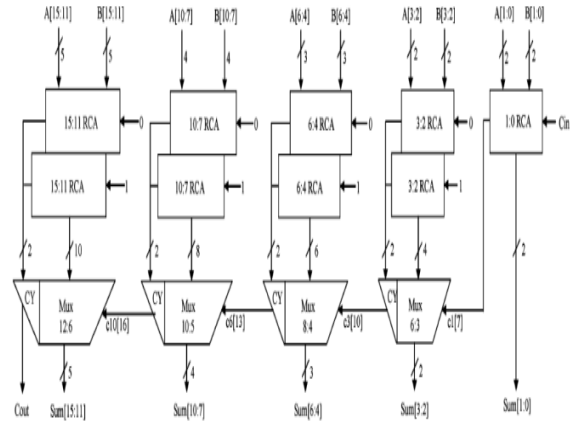 A[15:11] B[15:11] A[10:7] B[10:7] A[6:4] B[6:4] A[3:2] B[3:2] A[1:0] B[1:0]
5 5 4 4 3 3 2 2 2 2
15:11 RCA 0 10:7 RCA 0 6:4 RCA 0 3:2 RCA 0 1:0 RCA Cin
15:11 RCA 1 10:7 RCA 1 6:4 RCA 1 3:2 RCA 1
2 10 2 8 2 6 2 4 2
CY Mux CY Mux CY Mux CY Mux
12:6 10:5 8:4 6:3
c10[16] c6[13] c3[10] c1[7]
5 4 3 2
Cout Sum[15:11] Sum[10:7] Sum[6:4] Sum[3:2] Sum[1:0]